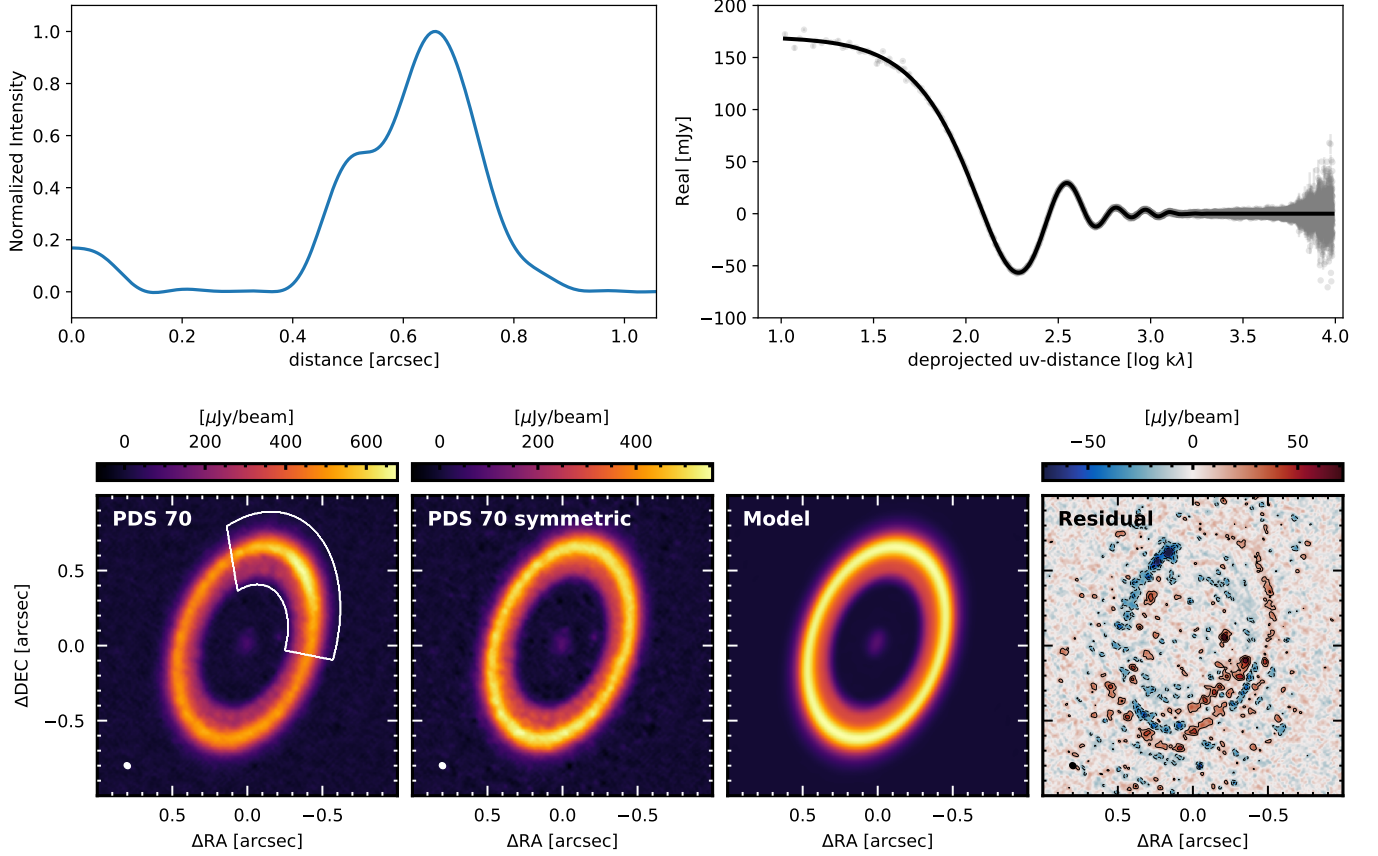 1.0
0.8
0.6
0.4
0.2
0.0
Normalized Intensity
0.0 0.2 0.4 0.6 0.8 1.0
distance [arcsec]
200
150
100
50
0
−50
−100
Real [mJy]
1.0 1.5 2.0 2.5 3.0 3.5 4.0
deprojected uv-distance [log kλ]
[μJy/beam] [μJy/beam] [μJy/beam]
0 200 400 600 0 200 400 −50 0 50
PDS 70 PDS 70 symmetric Model Residual
0.5
0.0
−0.5
ΔDEC [arcsec]
0.5 0.0 −0.5 0.5 0.0 −0.5 0.5 0.0 −0.5 0.5 0.0 −0.5
ΔRA [arcsec] ΔRA [arcsec] ΔRA [arcsec] ΔRA [arcsec]